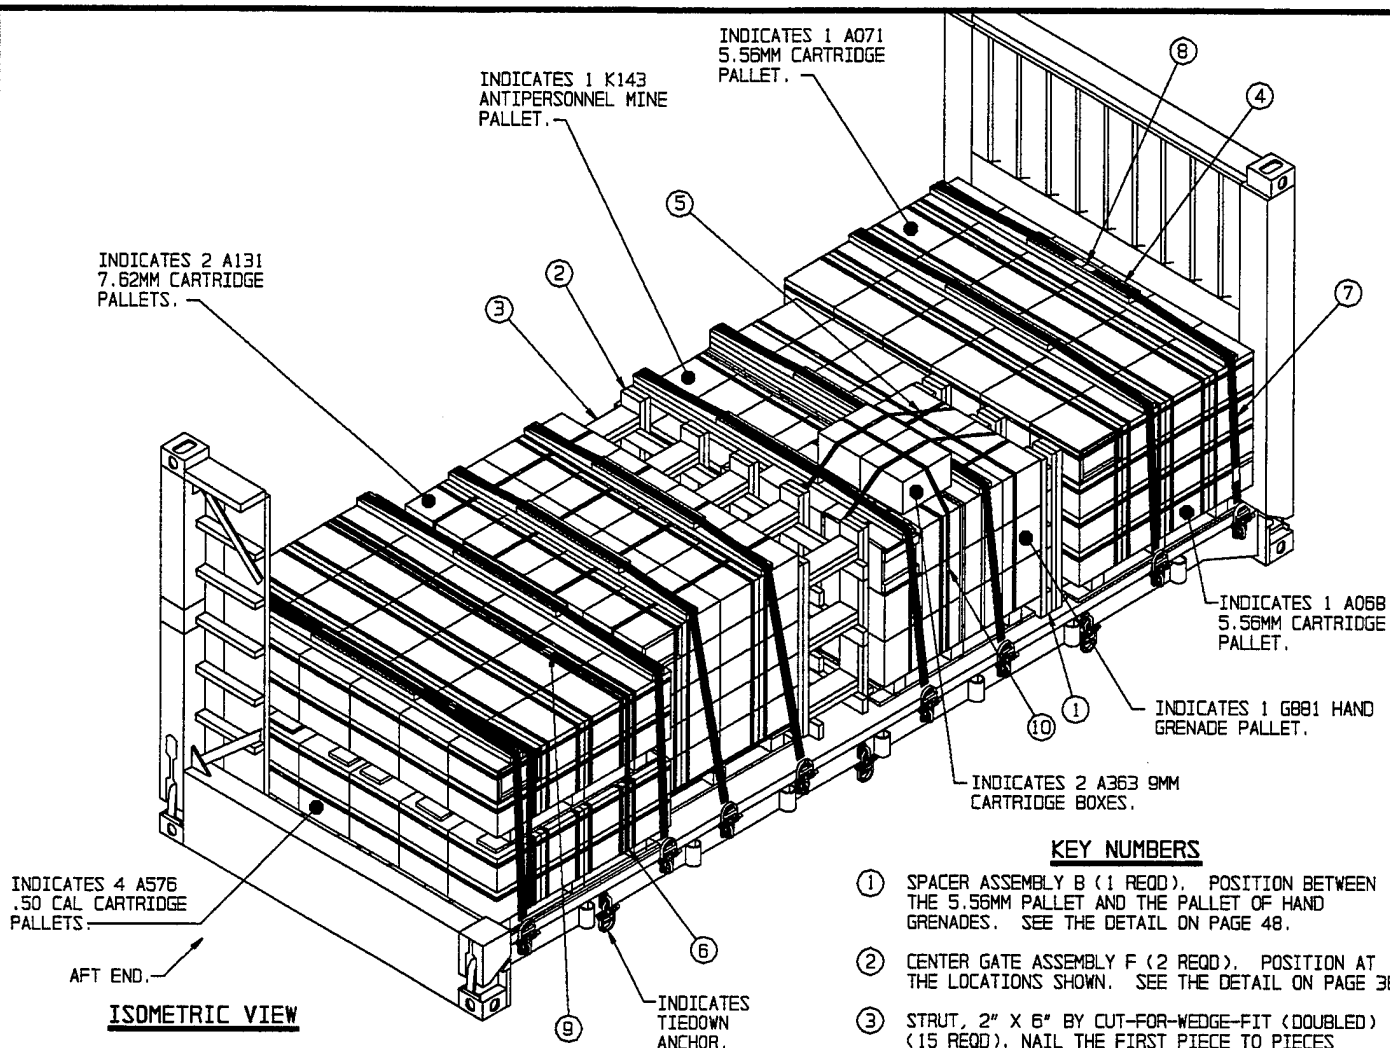 INDICATES 1 A071
5.56MM CARTRIDGE
PALLET.
8
INDICATES 1 K143
ANTIPERSONNEL MINE
PALLET.
4
5
7
INDICATES 2 A131
7.62MM CARTRIDGE
PALLETS.
2
3
INDICATES 1 A068
5.56MM CARTRIDGE
PALLET.
INDICATES 1 G881 HAND
GRENADE PALLET.
1
10
INDICATES 2 A363 9MM
CARTRIDGE BOXES.
INDICATES 4 A576
.50 CAL CARTRIDGE
PALLETS.
AFT END.
ISOMETRIC VIEW
6
9
INDICATES
TIEDOWN
ANCHOR.
KEY NUMBERS
1 SPACER ASSEMBLY B (1 REQD). POSITION BETWEEN
THE 5.56MM PALLET AND THE PALLET OF HAND
GRENADES. SEE THE DETAIL ON PAGE 48.
2 CENTER GATE ASSEMBLY F (2 REQD). POSITION AT
THE LOCATIONS SHOWN. SEE THE DETAIL ON PAGE
3 STRUT, 2" X 6" BY CUT-FOR-WEDGE-FIT (DOUBLED)
(15 REQD). NAIL THE FIRST PIECE TO PIECES